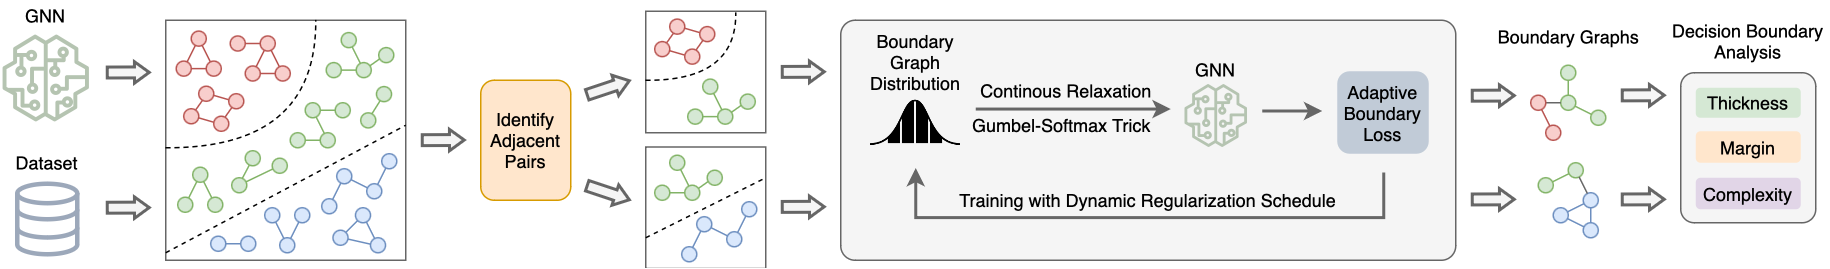 GNN
Dataset
Identify
Adjacent
Pairs
Boundary
Graph
Distribution
Continous Relaxation
Gumbel-Softmax Trick
GNN
Adaptive
Boundary
Loss
Training with Dynamic Regularization Schedule
Boundary Graphs
Decision Boundary
Analysis
Thickness
Margin
Complexity